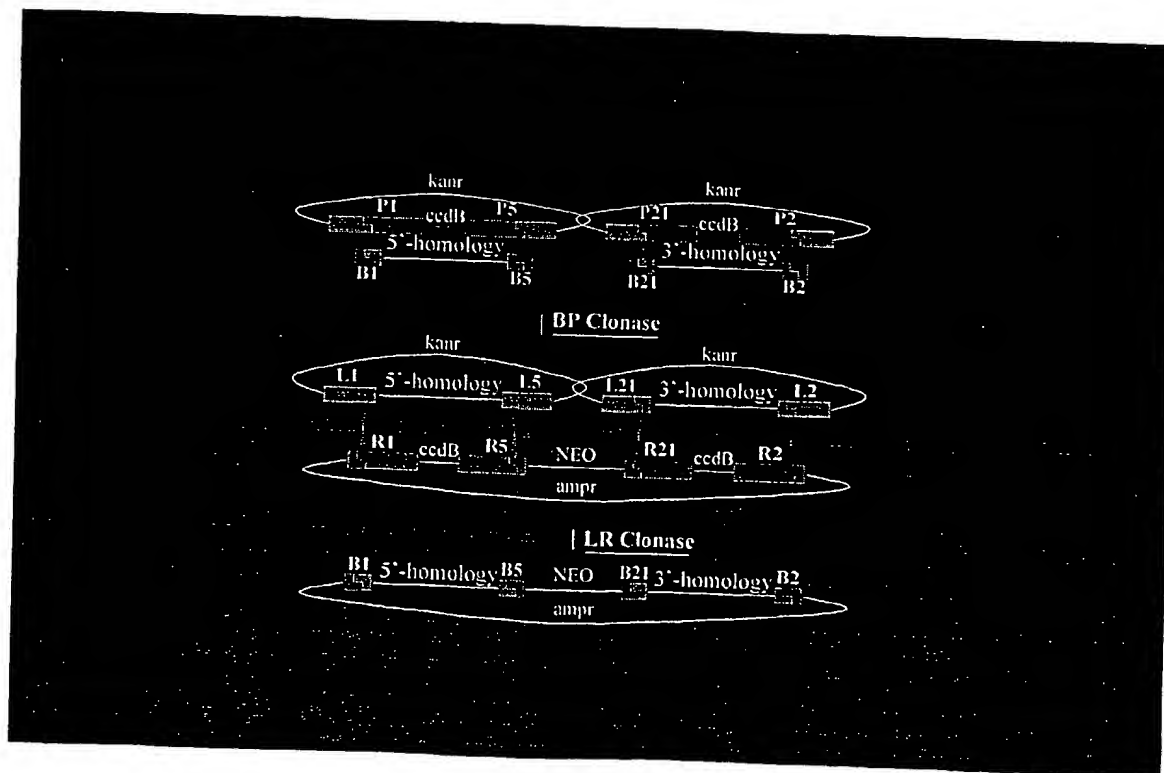 kanr kanr
P1 ccdB P5 P21 ccdB P2
5'-homology 3'-homology
B1 B5 B21 B2
BP Clonase
kanr kanr
L1 5'-homology L5 L21 3'-homology L2
R1 ccdB R5 NEO R21 ccdB R2
ampr
LR Clonase
B1 5'-homology B5 NEO B21 3'-homology B2
ampr